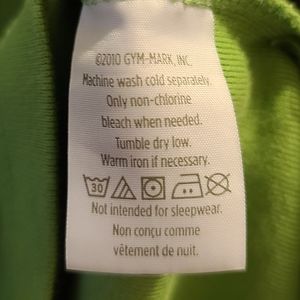 ©2010 GYM-MARK, INC.
Machine wash cold separately.
Only non-chlorine
bleach when needed.
Tumble dry low.
Warm iron if necessary.
30
Not intended for sleepwear.
Non conçu comme
vêtement de nuit.